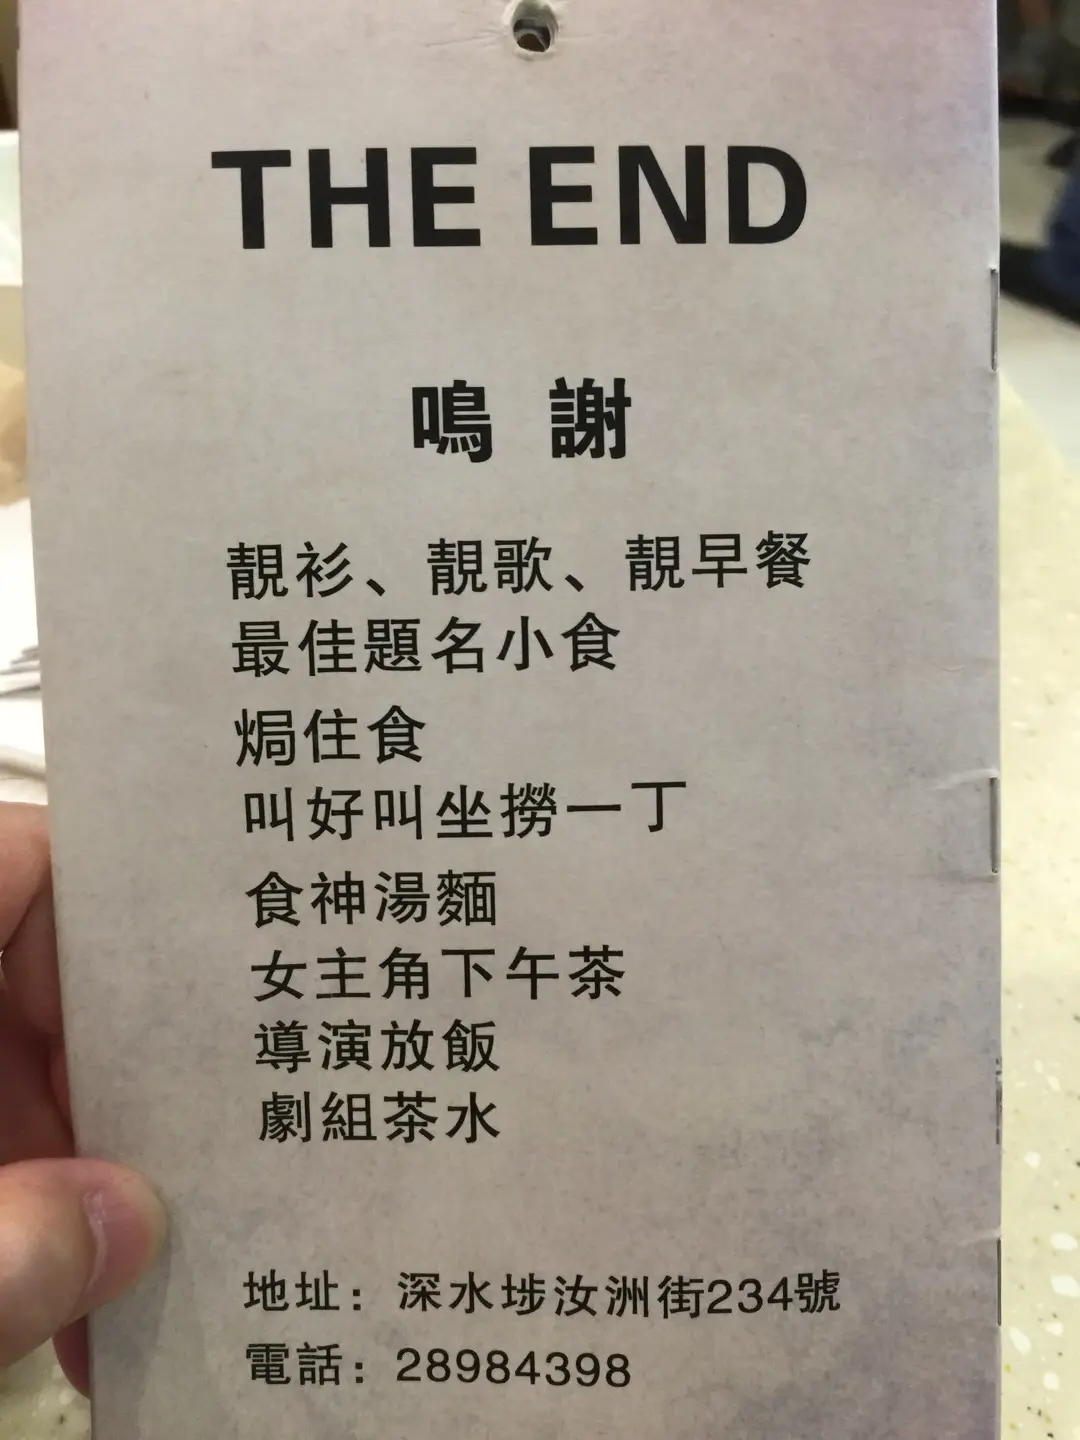 THE END
鳴 謝
靚衫、靚歌、靚早餐
最佳題名小食
焗住食
叫好叫坐撈一丁
食神湯麵
女主角下午茶
導演放飯
劇組茶水
地址：深水埗汝洲街234號
電話：28984398